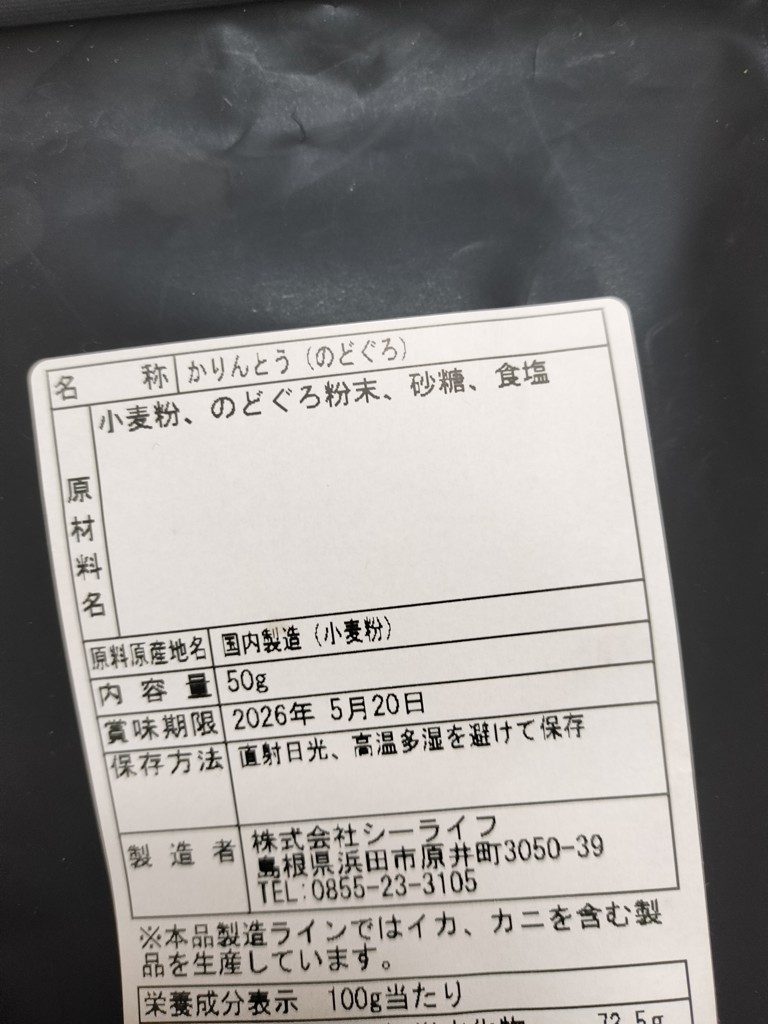 名称 かりんとう（のどぐろ）
原材料名 小麦粉、のどぐろ粉末、砂糖、食塩
原料原産地名 国内製造（小麦粉）
内容量 50g
賞味期限 2026年 5月20日
保存方法 直射日光、高温多湿を避けて保存
製造者 株式会社シーライフ
島根県浜田市原井町3050-39
TEL:0855-23-3105
※本品製造ラインではイカ、カニを含む製
品を生産しています。
栄養成分表示 100g当たり
72.5g